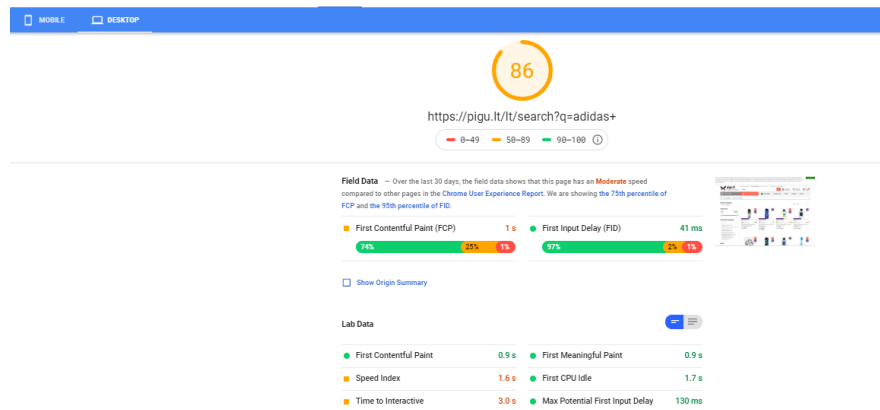 MOBILE DESKTOP
86
https://pigu.lt/lt/search?q=adidas+
0–49 50–89 90–100
Field Data — Over the last 30 days, the field data shows that this page has an Moderate speed
compared to other pages in the Chrome User Experience Report. We are showing the 75th percentile of
FCP and the 95th percentile of FID.
First Contentful Paint (FCP) 1 s First Input Delay (FID) 41 ms
74% 25% 1% 97% 2% 1%
Show Origin Summary
Lab Data
First Contentful Paint 0.9 s First Meaningful Paint 0.9 s
Speed Index 1.6 s First CPU Idle 1.7 s
Time to Interactive 3.0 s Max Potential First Input Delay 130 ms